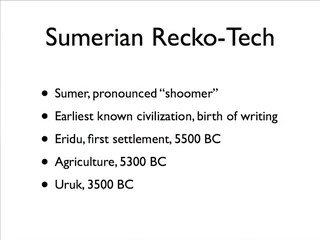 Sumerian Recko-Tech
• Sumer, pronounced “shoomer”
• Earliest known civilization, birth of writing
• Eridu, first settlement, 5500 BC
• Agriculture, 5300 BC
• Uruk, 3500 BC